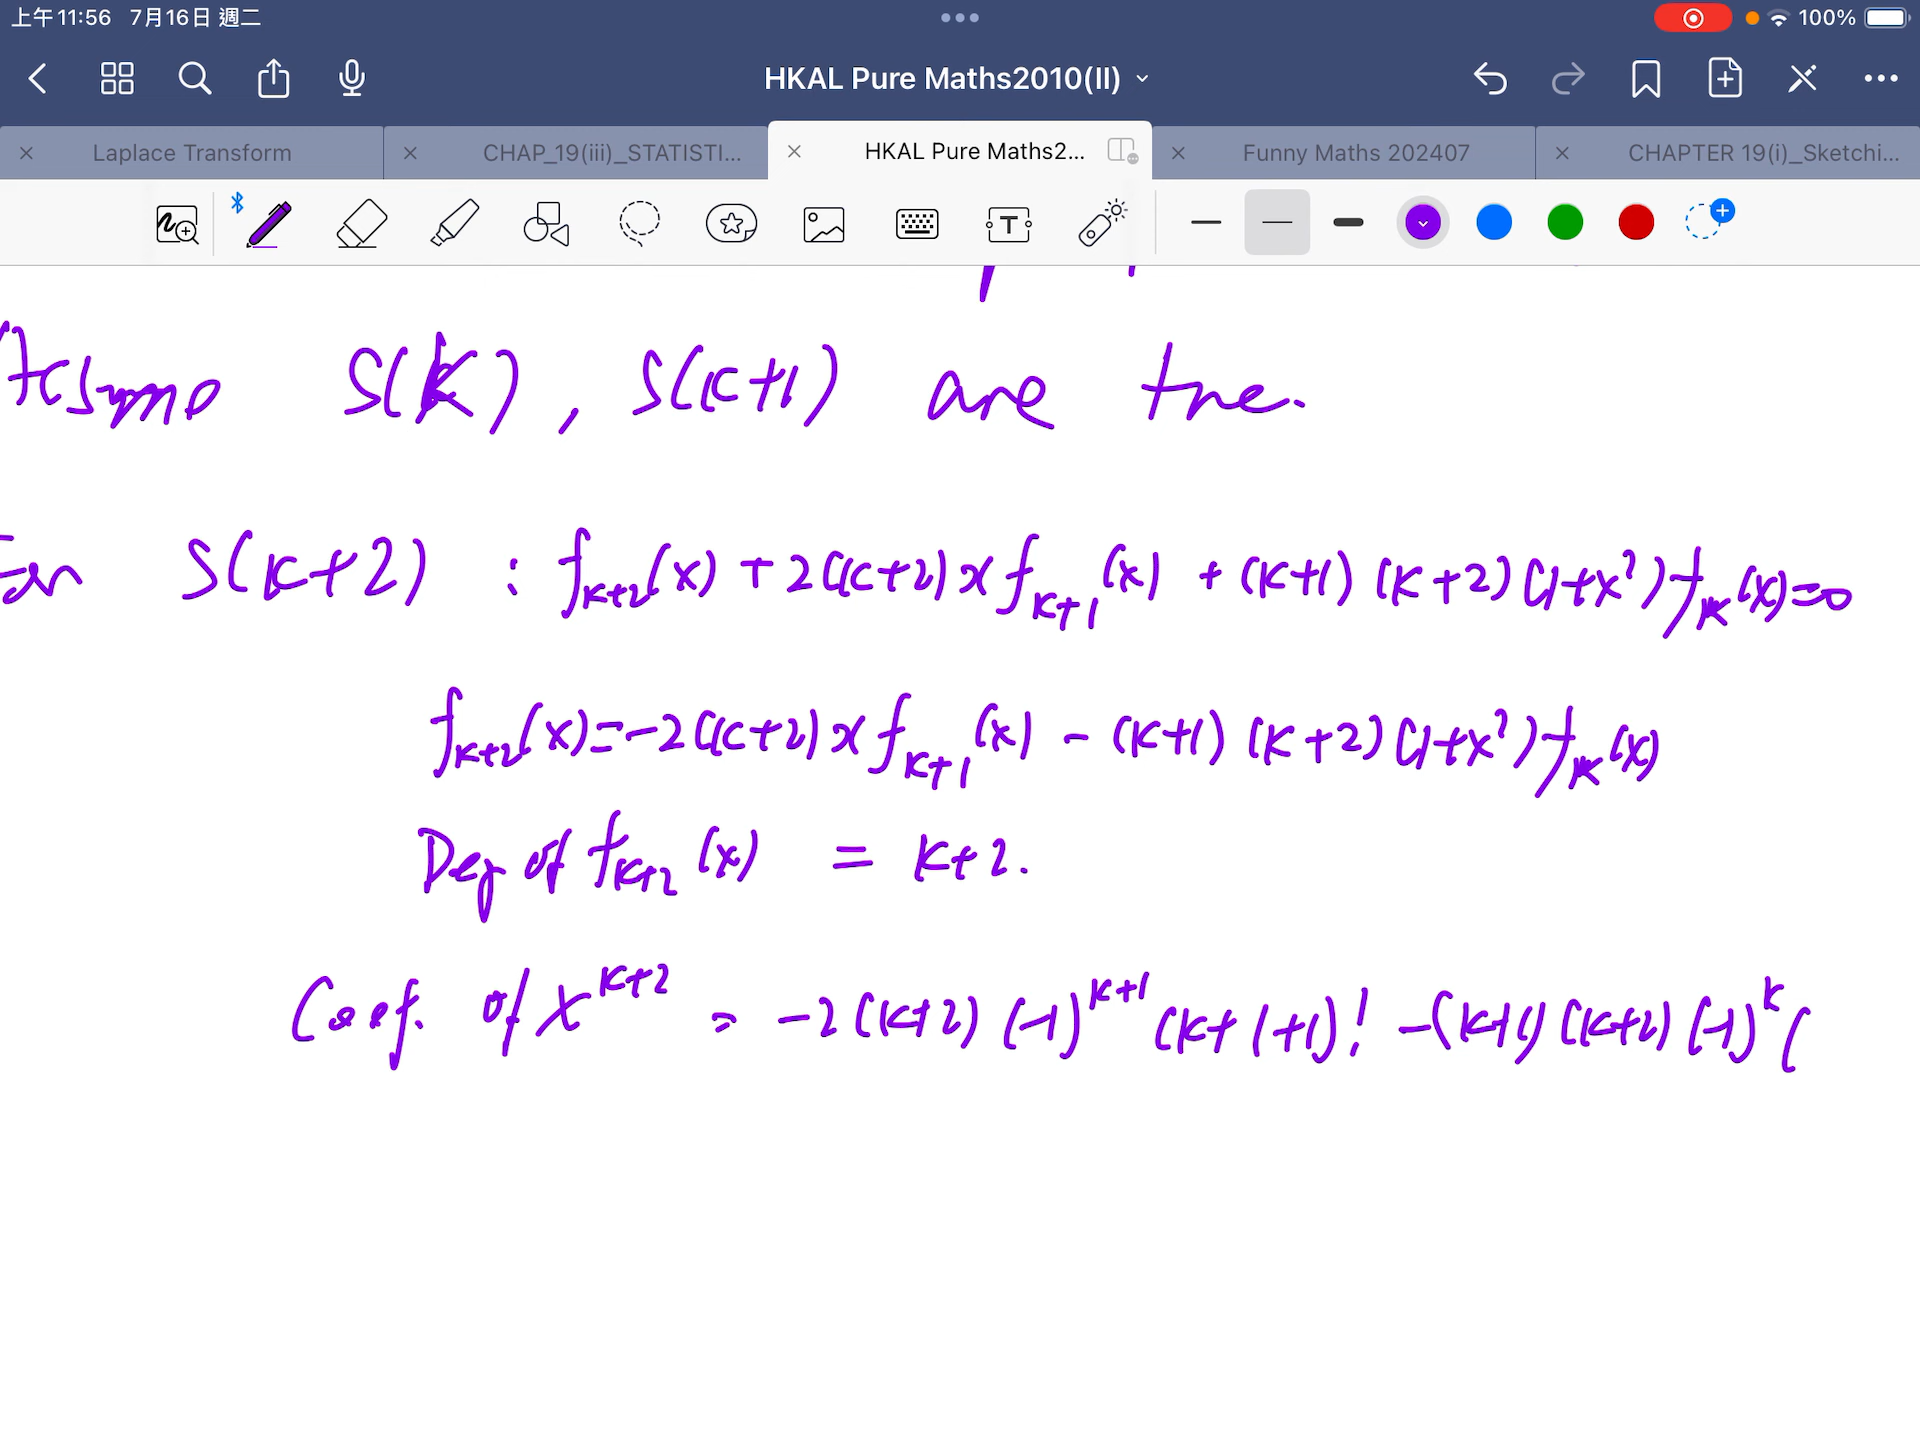 上午11:56 7月16日 週二
100%
HKAL Pure Maths2010(II)
Laplace Transform
CHAP_19(iii)_STATISTI...
HKAL Pure Maths2...
Funny Maths 202407
CHAPTER 19(i)_Sketchi...
S(k), S(k+1) are true.
For S(k+2) : f_{k+2}(x) + 2(k+2)x f_{k+1}(x) + (k+1)(k+2)(1+x²)f_k(x)=0
f_{k+2}(x)=-2(k+2)x f_{k+1}(x) - (k+1)(k+2)(1+x²)f_k(x)
Deg of f_{k+2}(x) = k+2.
Coef. of x^{k+2} = -2(k+2)(-1)^{k+1}(k+1+1)! -(k+1)(k+2)(-1)^k(